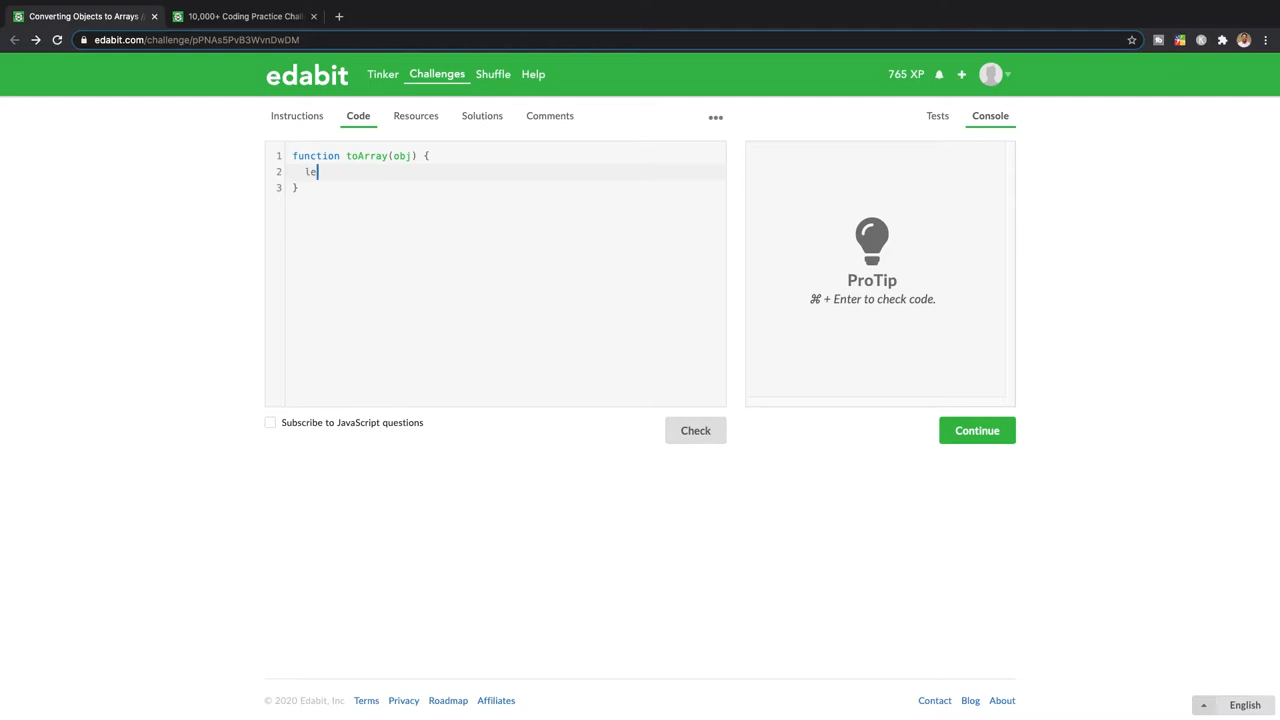 Converting Objects to Arrays /
10,000+ Coding Practice Chal
edabit.com/challenge/pPNAs5PvB3WvnDwDM
edabit
Tinker
Challenges
Shuffle
Help
765 XP
Instructions
Code
Resources
Solutions
Comments
Tests
Console
1 function toArray(obj) {
2 le
3 }
ProTip
⌘ + Enter to check code.
Subscribe to JavaScript questions
Check
Continue
© 2020 Edabit, Inc
Terms
Privacy
Roadmap
Affiliates
Contact
Blog
About
English